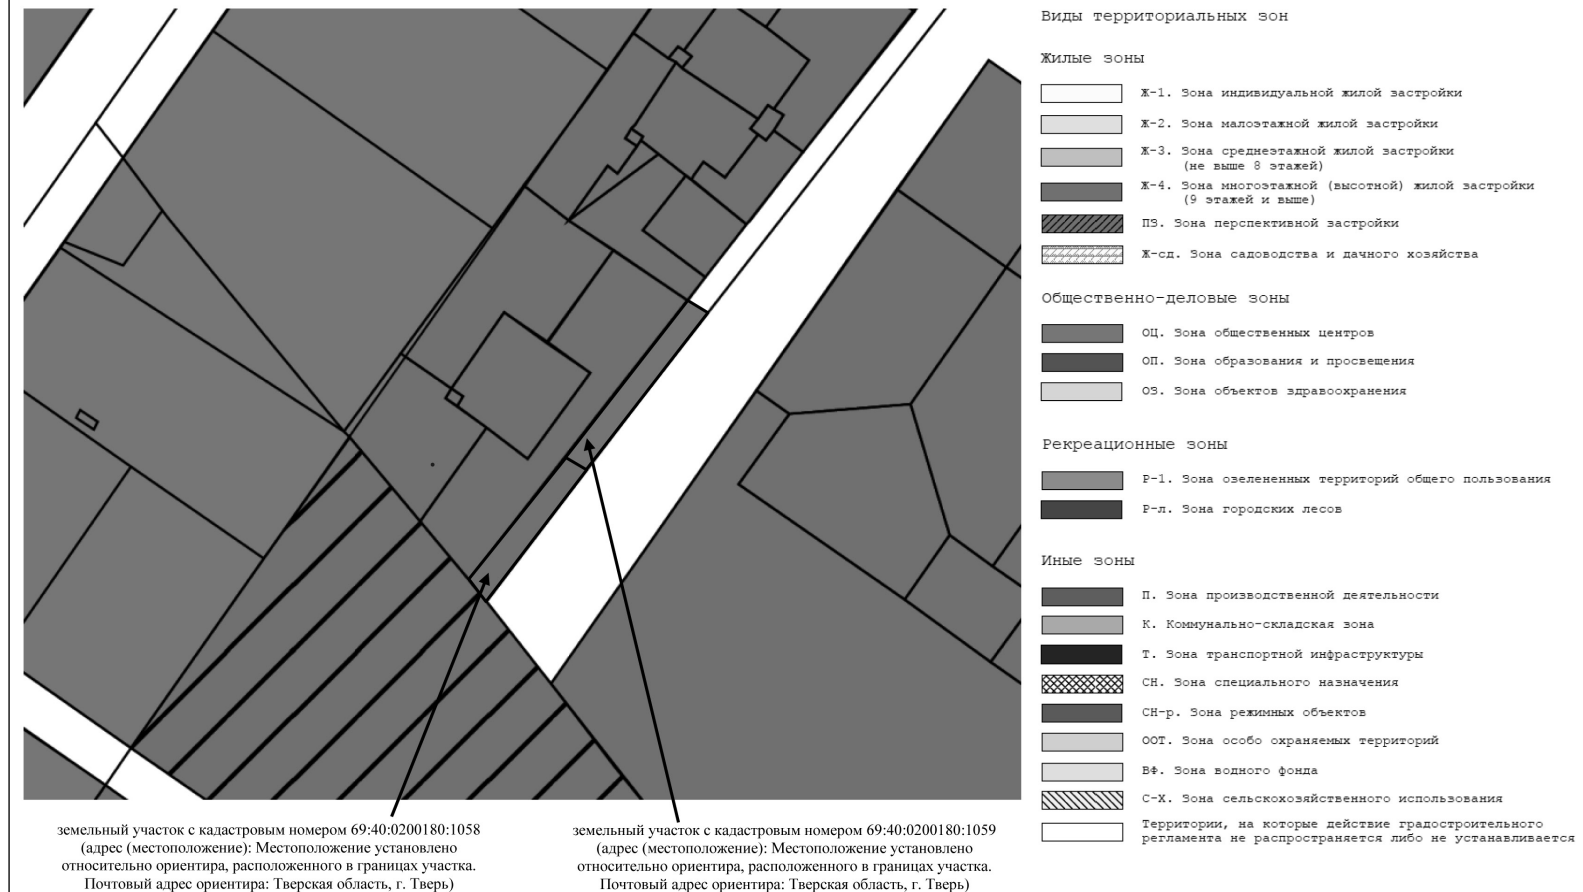 Виды территориальных зон
Жилые зоны
Ж-1. Зона индивидуальной жилой застройки
Ж-2. Зона малоэтажной жилой застройки
Ж-3. Зона среднеэтажной жилой застройки
(не выше 8 этажей)
Ж-4. Зона многоэтажной (высотной) жилой застройки
(9 этажей и выше)
ПЗ. Зона перспективной застройки
Ж-сд. Зона садоводства и дачного хозяйства
Общественно-деловые зоны
ОЦ. Зона общественных центров
ОП. Зона образования и просвещения
ОЗ. Зона объектов здравоохранения
Рекреационные зоны
Р-1. Зона озелененных территорий общего пользования
Р-л. Зона городских лесов
Иные зоны
П. Зона производственной деятельности
К. Коммунально-складская зона
Т. Зона транспортной инфраструктуры
СН. Зона специального назначения
СН-р. Зона режимных объектов
ООТ. Зона особо охраняемых территорий
ВФ. Зона водного фонда
С-Х. Зона сельскохозяйственного использования
Территории, на которые действие градостроительного
регламента не распространяется либо не устанавливается
земельный участок с кадастровым номером 69:40:0200180:1058
(адрес (местоположение): Местоположение установлено
относительно ориентира, расположенного в границах участка.
Почтовый адрес ориентира: Тверская область, г. Тверь)
земельный участок с кадастровым номером 69:40:0200180:1059
(адрес (местоположение): Местоположение установлено
относительно ориентира, расположенного в границах участка.
Почтовый адрес ориентира: Тверская область, г. Тверь)